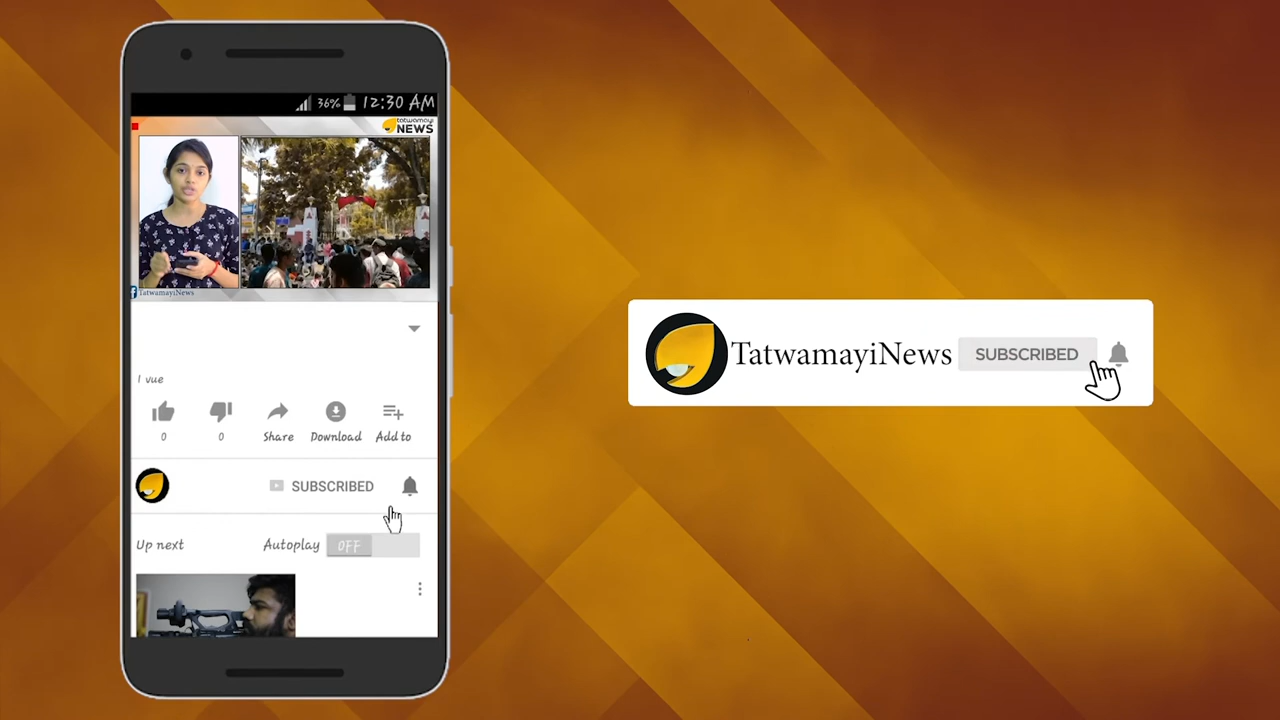 36% 12:30 AM
tatwamayi
NEWS
TatwamayiNews
1 vue
0 0 Share Download Add to
SUBSCRIBED
Up next Autoplay OFF
TatwamayiNews SUBSCRIBED